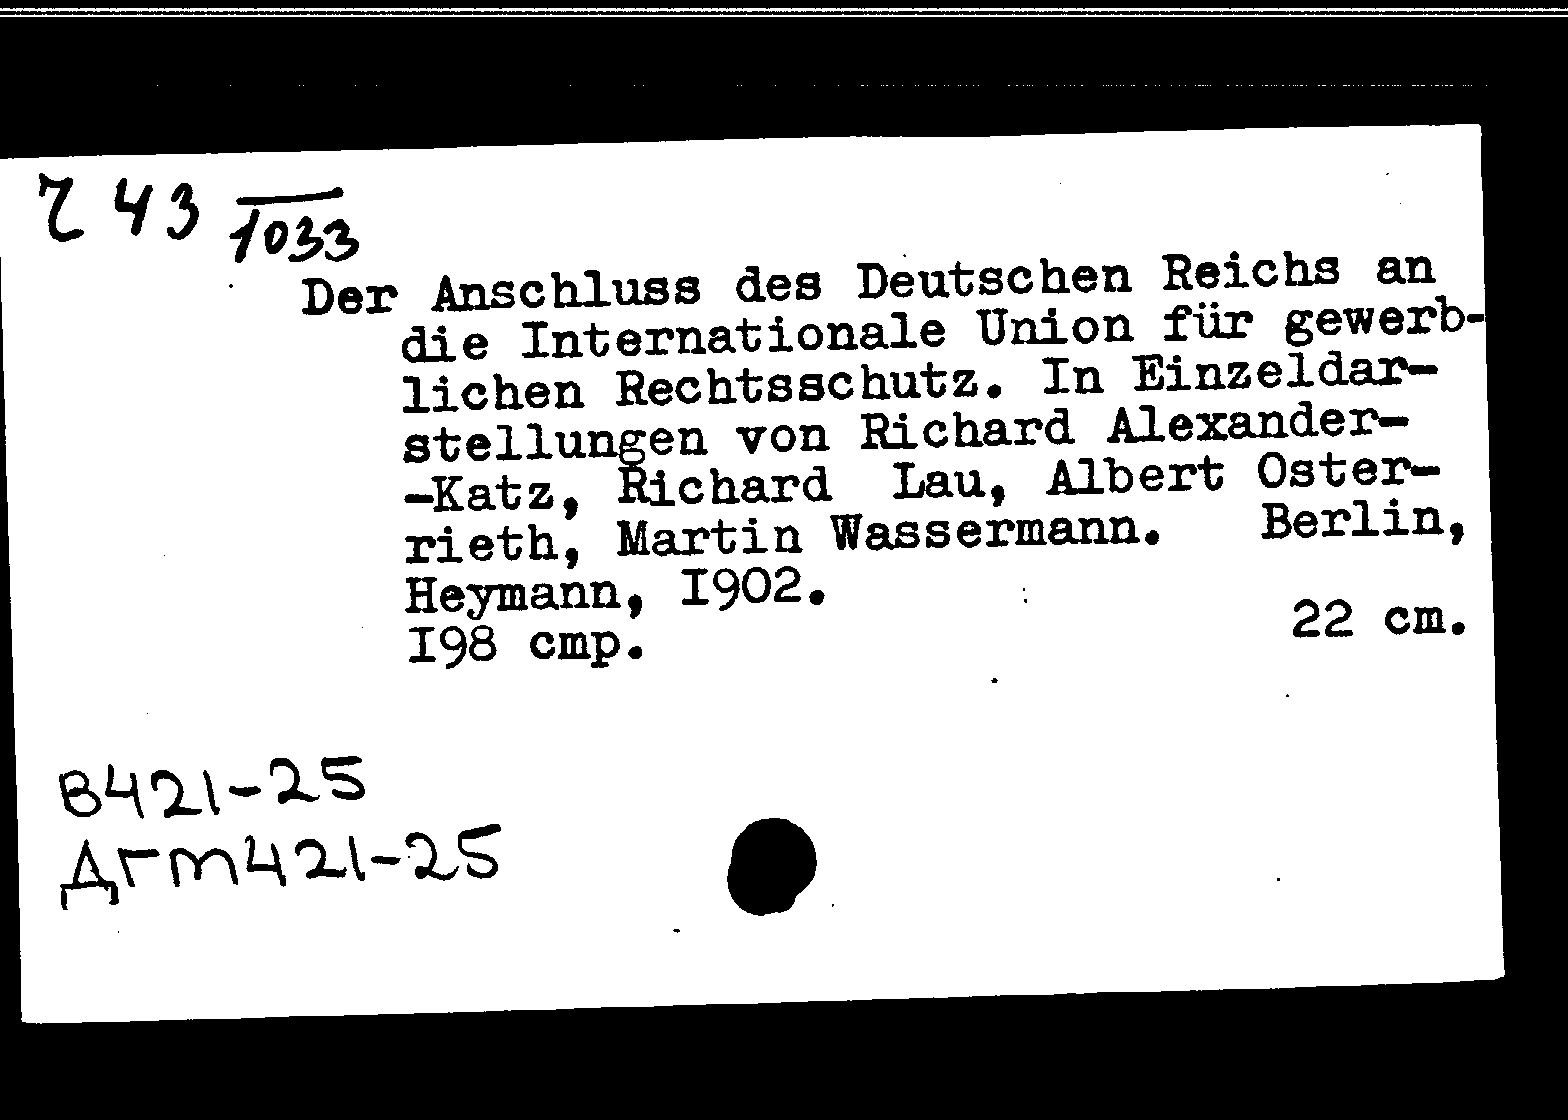 Z 43 1033
Der Anschluss des Deutschen Reichs an
die Internationale Union für gewerb-
lichen Rechtsschutz. In Einzeldar-
stellungen von Richard Alexander-
-Katz, Richard Lau, Albert Oster-
rieth, Martin Wassermann. Berlin,
Heymann, I902.
I98 cmp. 22 cm.
В421-25
Дгт421-25